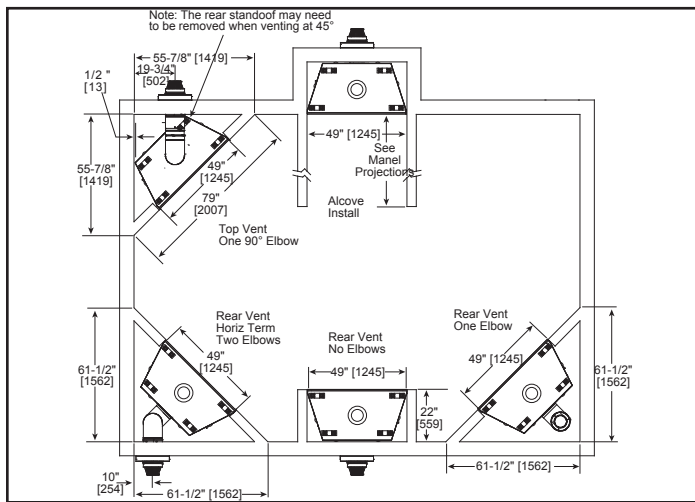 Note: The rear standoof may need
to be removed when venting at 45°
55-7/8" [1419]
19-3/4"
[502]
1/2 "
[13]
55-7/8"
[1419]
49"
[1245]
79"
[2007]
Top Vent
One 90° Elbow
49" [1245]
See
Manel
Projections
Alcove
Install
Rear Vent
Horiz Term
Two Elbows
49"
[1245]
61-1/2"
[1562]
10"
[254]
61-1/2" [1562]
Rear Vent
No Elbows
49" [1245]
22"
[559]
Rear Vent
One Elbow
49" [1245]
61-1/2"
[1562]
61-1/2" [1562]